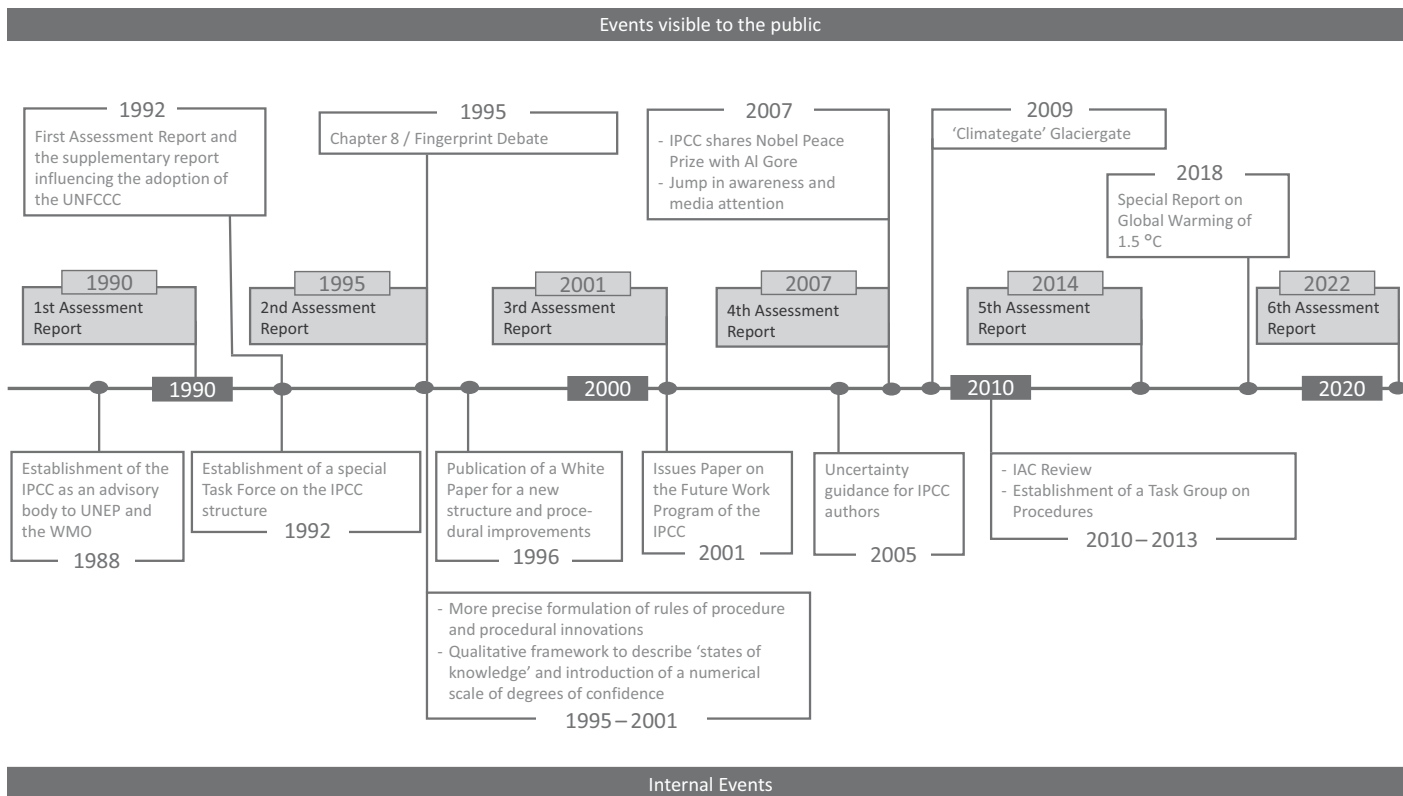 Events visible to the public
1992
First Assessment Report and
the supplementary report
influencing the adoption of
the UNFCCC
1995
Chapter 8 / Fingerprint Debate
2007
- IPCC shares Nobel Peace
Prize with Al Gore
- Jump in awareness and
media attention
2009
‘Climategate’ Glaciergate
2018
Special Report on
Global Warming of
1.5 °C
1990
1st Assessment
Report
1995
2nd Assessment
Report
2001
3rd Assessment
Report
2007
4th Assessment
Report
2014
5th Assessment
Report
2022
6th Assessment
Report
1990
2000
2010
2020
Establishment of the
IPCC as an advisory
body to UNEP and
the WMO
1988
Establishment of a special
Task Force on the IPCC
structure
1992
Publication of a White
Paper for a new
structure and proce-
dural improvements
1996
Issues Paper on
the Future Work
Program of the
IPCC
2001
Uncertainty
guidance for IPCC
authors
2005
- IAC Review
- Establishment of a Task Group on
Procedures
2010–2013
- More precise formulation of rules of procedure
and procedural innovations
- Qualitative framework to describe ‘states of
knowledge’ and introduction of a numerical
scale of degrees of confidence
1995–2001
Internal Events